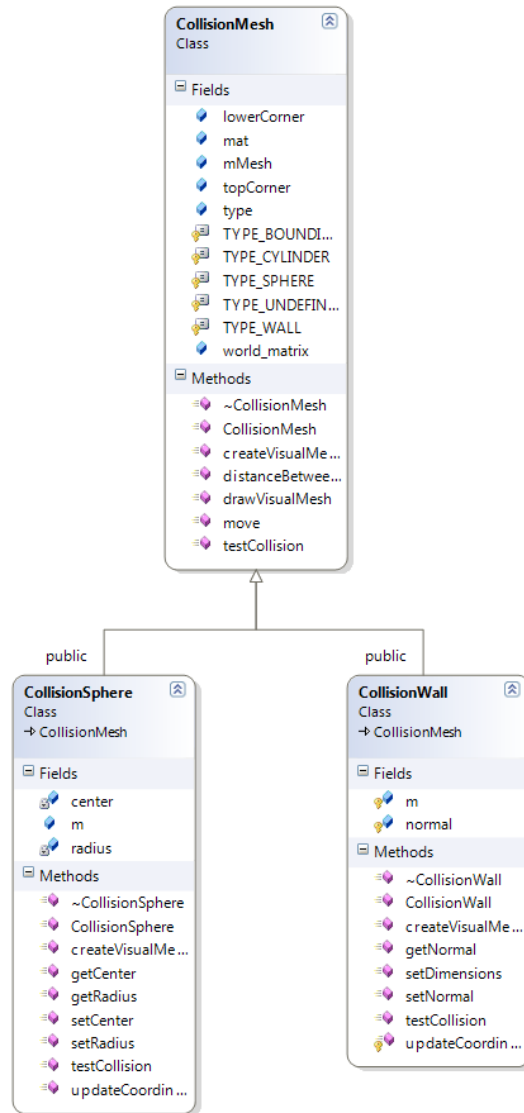 CollisionMesh
Class
Fields
lowerCorner
mat
mMesh
topCorner
type
TYPE_BOUNDI...
TYPE_CYLINDER
TYPE_SPHERE
TYPE_UNDEFIN...
TYPE_WALL
world_matrix
Methods
~CollisionMesh
CollisionMesh
createVisualMe...
distanceBetwee...
drawVisualMesh
move
testCollision
public
CollisionSphere
Class
CollisionMesh
Fields
center
m
radius
Methods
~CollisionSphere
CollisionSphere
createVisualMe...
getCenter
getRadius
setCenter
setRadius
testCollision
updateCoordin...
public
CollisionWall
Class
CollisionMesh
Fields
m
normal
Methods
~CollisionWall
CollisionWall
createVisualMe...
getNormal
setDimensions
setNormal
testCollision
updateCoordin...